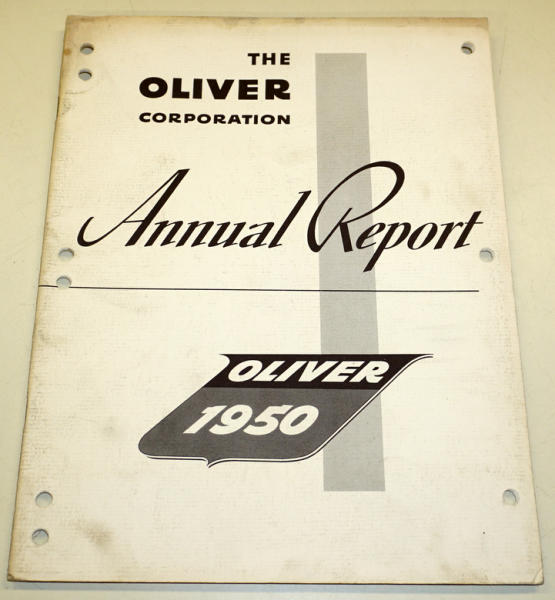 THE
OLIVER
CORPORATION
Annual Report
OLIVER
1950